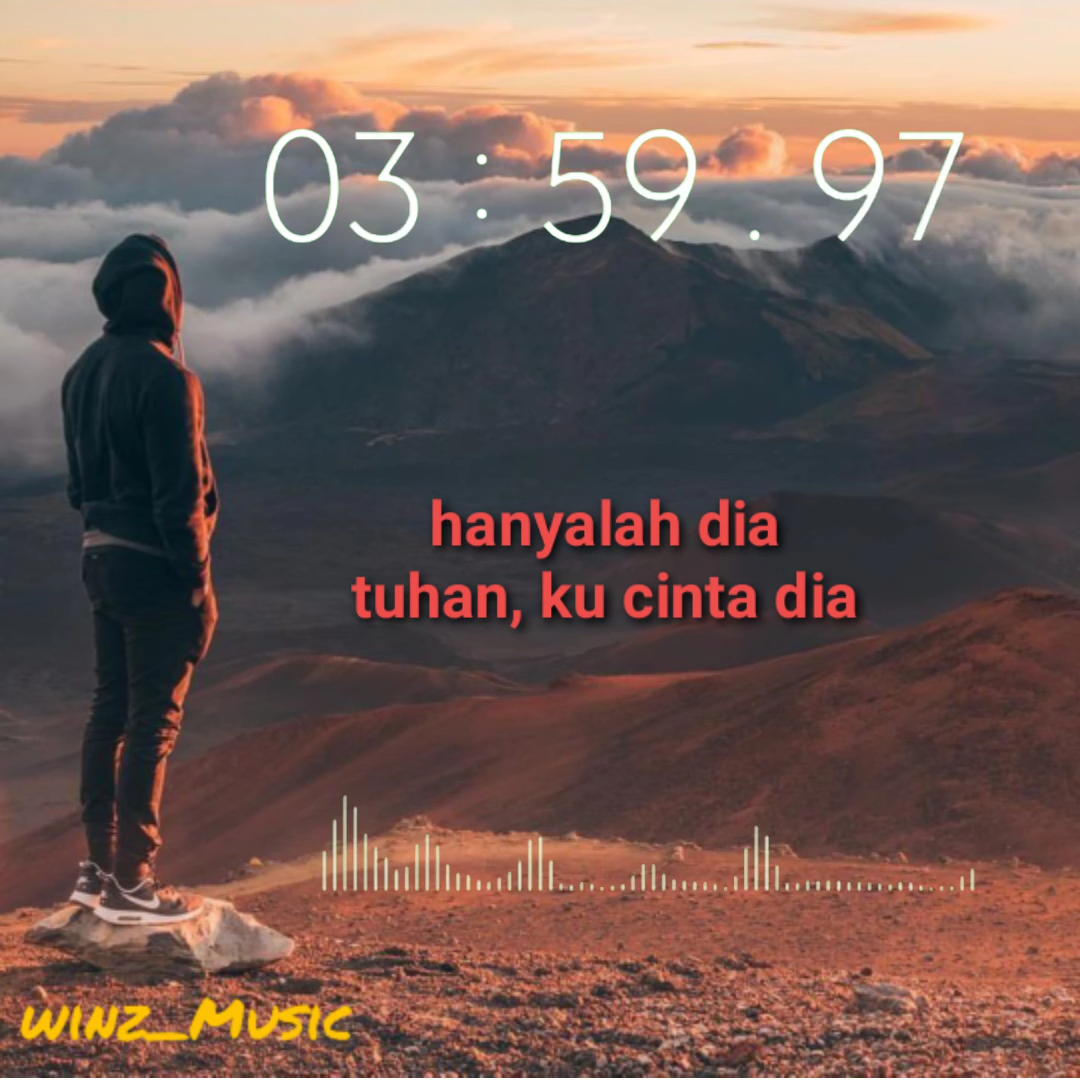 03 : 59 . 97
hanyalah dia
tuhan, ku cinta dia
winz_Music